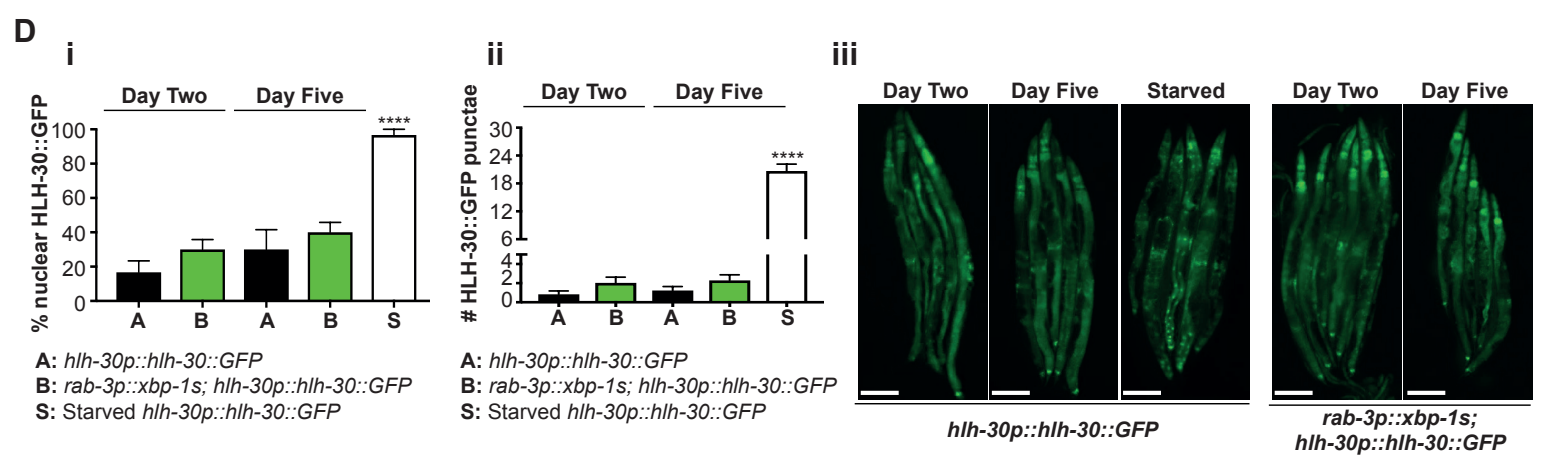 D
i
Day Two
Day Five
% nuclear HLH-30::GFP
100
80
60
40
20
0
****
A
B
A
B
S
A: hlh-30p::hlh-30::GFP
B: rab-3p::xbp-1s; hlh-30p::hlh-30::GFP
S: Starved hlh-30p::hlh-30::GFP
ii
Day Two
Day Five
# HLH-30::GFP punctae
30
24
18
12
6
4
2
0
****
A
B
A
B
S
A: hlh-30p::hlh-30::GFP
B: rab-3p::xbp-1s; hlh-30p::hlh-30::GFP
S: Starved hlh-30p::hlh-30::GFP
iii
Day Two
Day Five
Starved
Day Two
Day Five
hlh-30p::hlh-30::GFP
rab-3p::xbp-1s;
hlh-30p::hlh-30::GFP